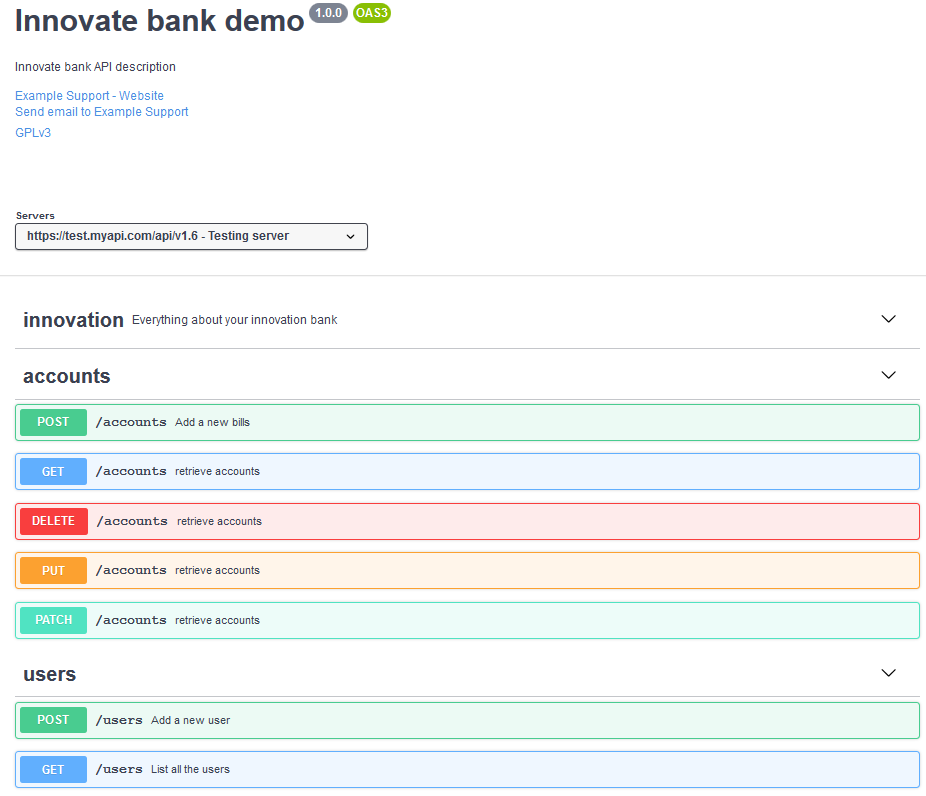 Innovate bank demo 1.0.0 OAS3
Innovate bank API description
Example Support - Website
Send email to Example Support
GPLv3
Servers
https://test.myapi.com/api/v1.6 - Testing server
innovation Everything about your innovation bank
accounts
POST /accounts Add a new bills
GET /accounts retrieve accounts
DELETE /accounts retrieve accounts
PUT /accounts retrieve accounts
PATCH /accounts retrieve accounts
users
POST /users Add a new user
GET /users List all the users